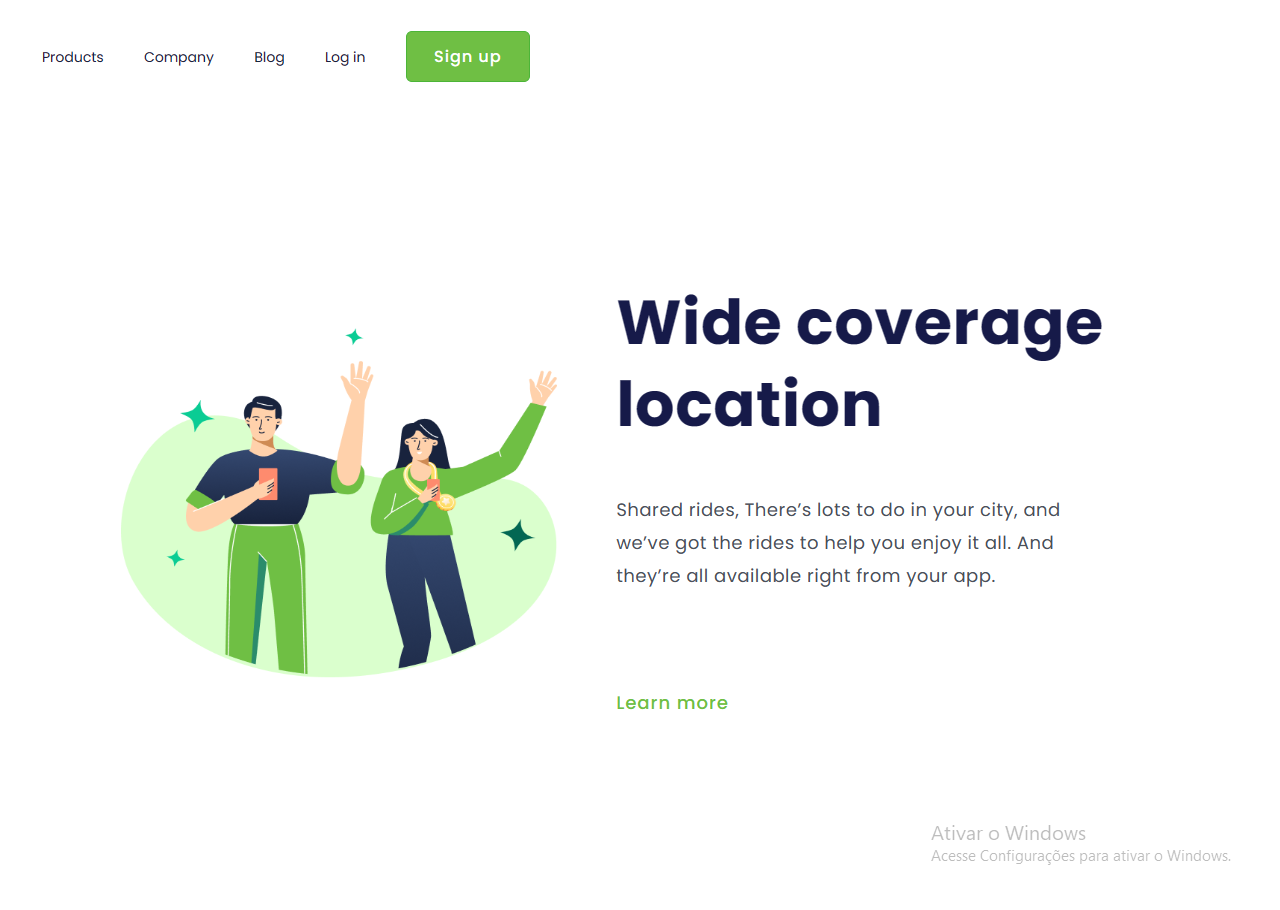 Products Company Blog Log in Sign up
Wide coverage
location
Shared rides, There’s lots to do in your city, and
we’ve got the rides to help you enjoy it all. And
they’re all available right from your app.
Learn more
Ativar o Windows
Acesse Configurações para ativar o Windows.